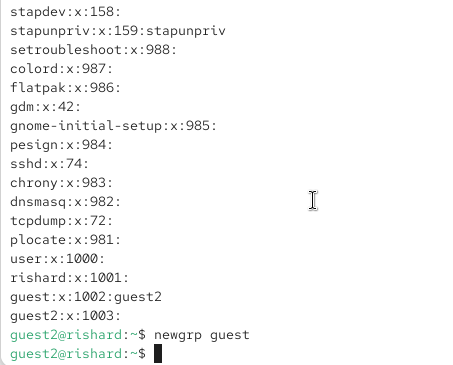 stapdev:x:158:
stapunpriv:x:159:stapunpriv
setroubleshoot:x:988:
colord:x:987:
flatpak:x:986:
gdm:x:42:
gnome-initial-setup:x:985:
pesign:x:984:
sshd:x:74:
chrony:x:983:
dnsmasq:x:982:
tcpdump:x:72:
plocate:x:981:
user:x:1000:
rishard:x:1001:
guest:x:1002:guest2
guest2:x:1003:
guest2@rishard:~$ newgrp guest
guest2@rishard:~$